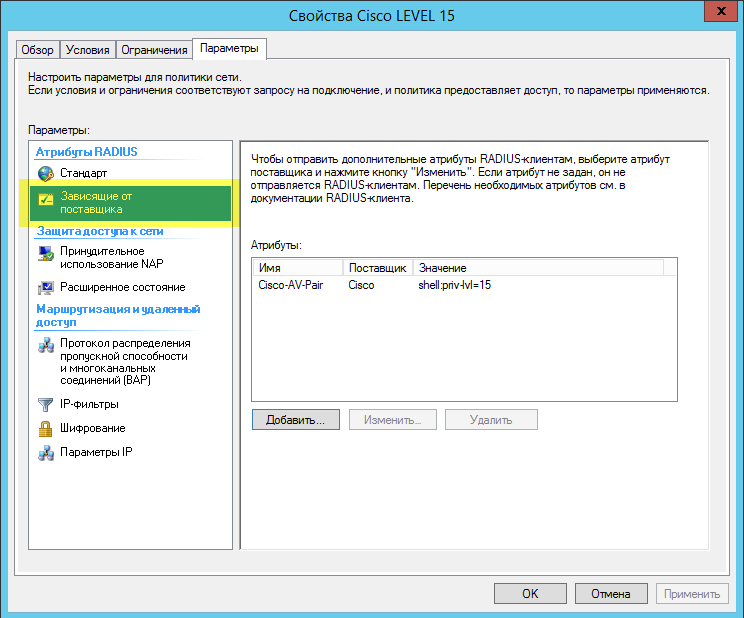 Свойства Cisco LEVEL 15
x
Обзор Условия Ограничения Параметры
Настроить параметры для политики сети.
Если условия и ограничения соответствуют запросу на подключение, и политика предоставляет доступ, то параметры применяются.
Параметры:
Атрибуты RADIUS
Стандарт
Зависящие от
поставщика
Защита доступа к сети
Принудительное
использование NAP
Расширенное состояние
Маршрутизация и удаленный
доступ
Протокол распределения
пропускной способности
и многоканальных
соединений (BAP)
IP-фильтры
Шифрование
Параметры IP
Чтобы отправить дополнительные атрибуты RADIUS-клиентам, выберите атрибут
поставщика и нажмите кнопку "Изменить". Если атрибут не задан, он не
отправляется RADIUS-клиентам. Перечень необходимых атрибутов см. в
документации RADIUS-клиента.
Атрибуты:
Имя Поставщик Значение
Cisco-AV-Pair Cisco shell:priv-lvl=15
Добавить... Изменить... Удалить
OK Отмена Применить